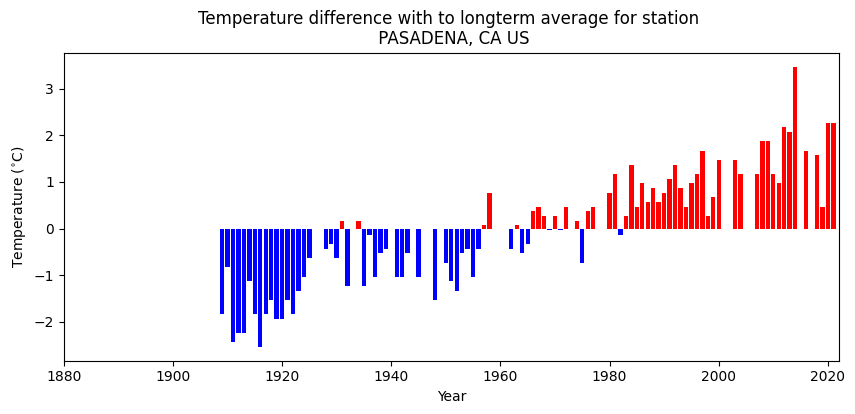 Temperature difference with to longterm average for station
PASADENA, CA US
Temperature (°C)
3
2
1
0
−1
−2
1880 1900 1920 1940 1960 1980 2000 2020
Year